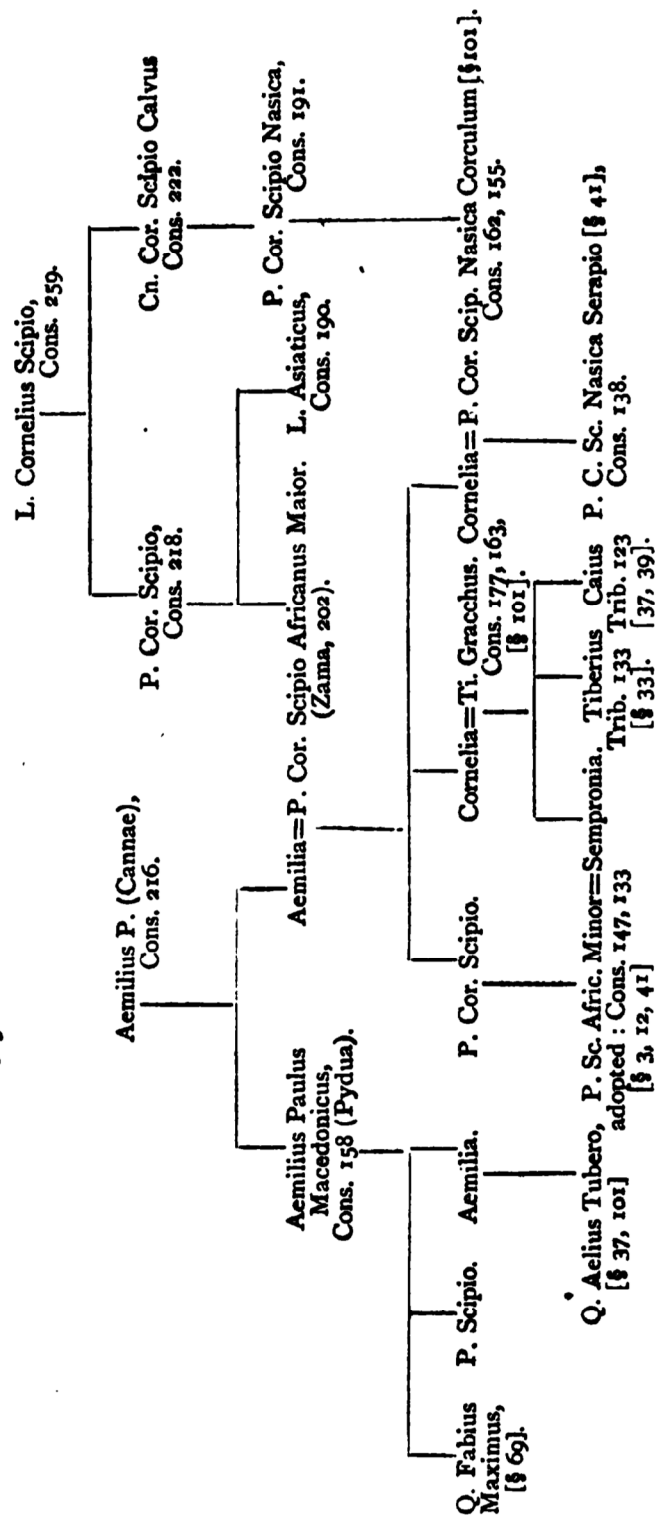 L. Cornelius Scipio,
Cons. 259.
Aemilius P. (Cannae),
Cons. 216.
P. Cor. Scipio,
Cons. 218.
Cn. Cor. Scipio Calvus
Cons. 222.
Aemilius Paulus
Macedonicus,
Cons. 158 (Pydua).
Aemilia=P. Cor. Scipio Africanus Maior.
(Zama, 202).
L. Asiaticus,
Cons. 190.
P. Cor. Scipio Nasica,
Cons. 191.
Q. Fabius
Maximus,
[§ 69].
P. Scipio.
Aemilia.
P. Cor. Scipio.
Cornelia=Ti. Gracchus.
Cons. 177, 163,
[§ 101].
Cornelia=P. Cor. Scip. Nasica Corculum [§ 101].
Cons. 162, 155.
Q. Aelius Tubero,
[§ 37, 101]
P. Sc. Afric. Minor=Sempronia.
adopted : Cons. 147, 133
[§ 3, 12, 41]
Tiberius
Trib. 133
[§ 33].
Caius
Trib. 123
[37, 39].
P. C. Sc. Nasica Serapio [§ 41],
Cons. 138.